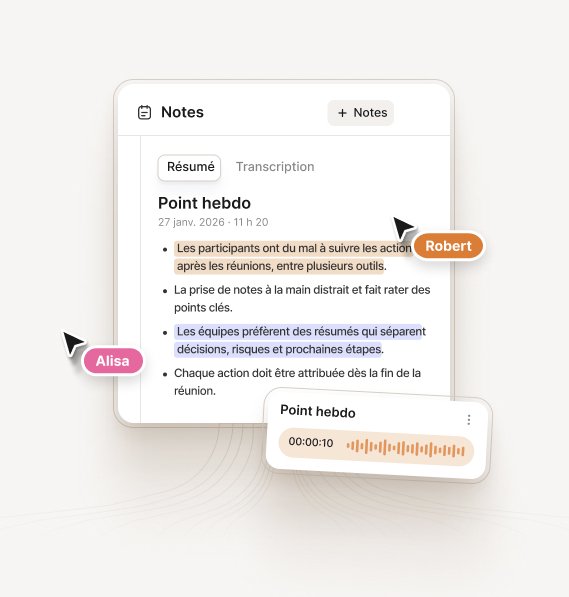 Notes
+ Notes
Résumé
Transcription
Point hebdo
27 janv. 2026 · 11 h 20
• Les participants ont du mal à suivre les action
après les réunions, entre plusieurs outils.
Robert
• La prise de notes à la main distrait et fait rater des
points clés.
• Les équipes préfèrent des résumés qui séparent
décisions, risques et prochaines étapes.
Alisa
• Chaque action doit être attribuée dès la fin de la
réunion.
Point hebdo
00:00:10